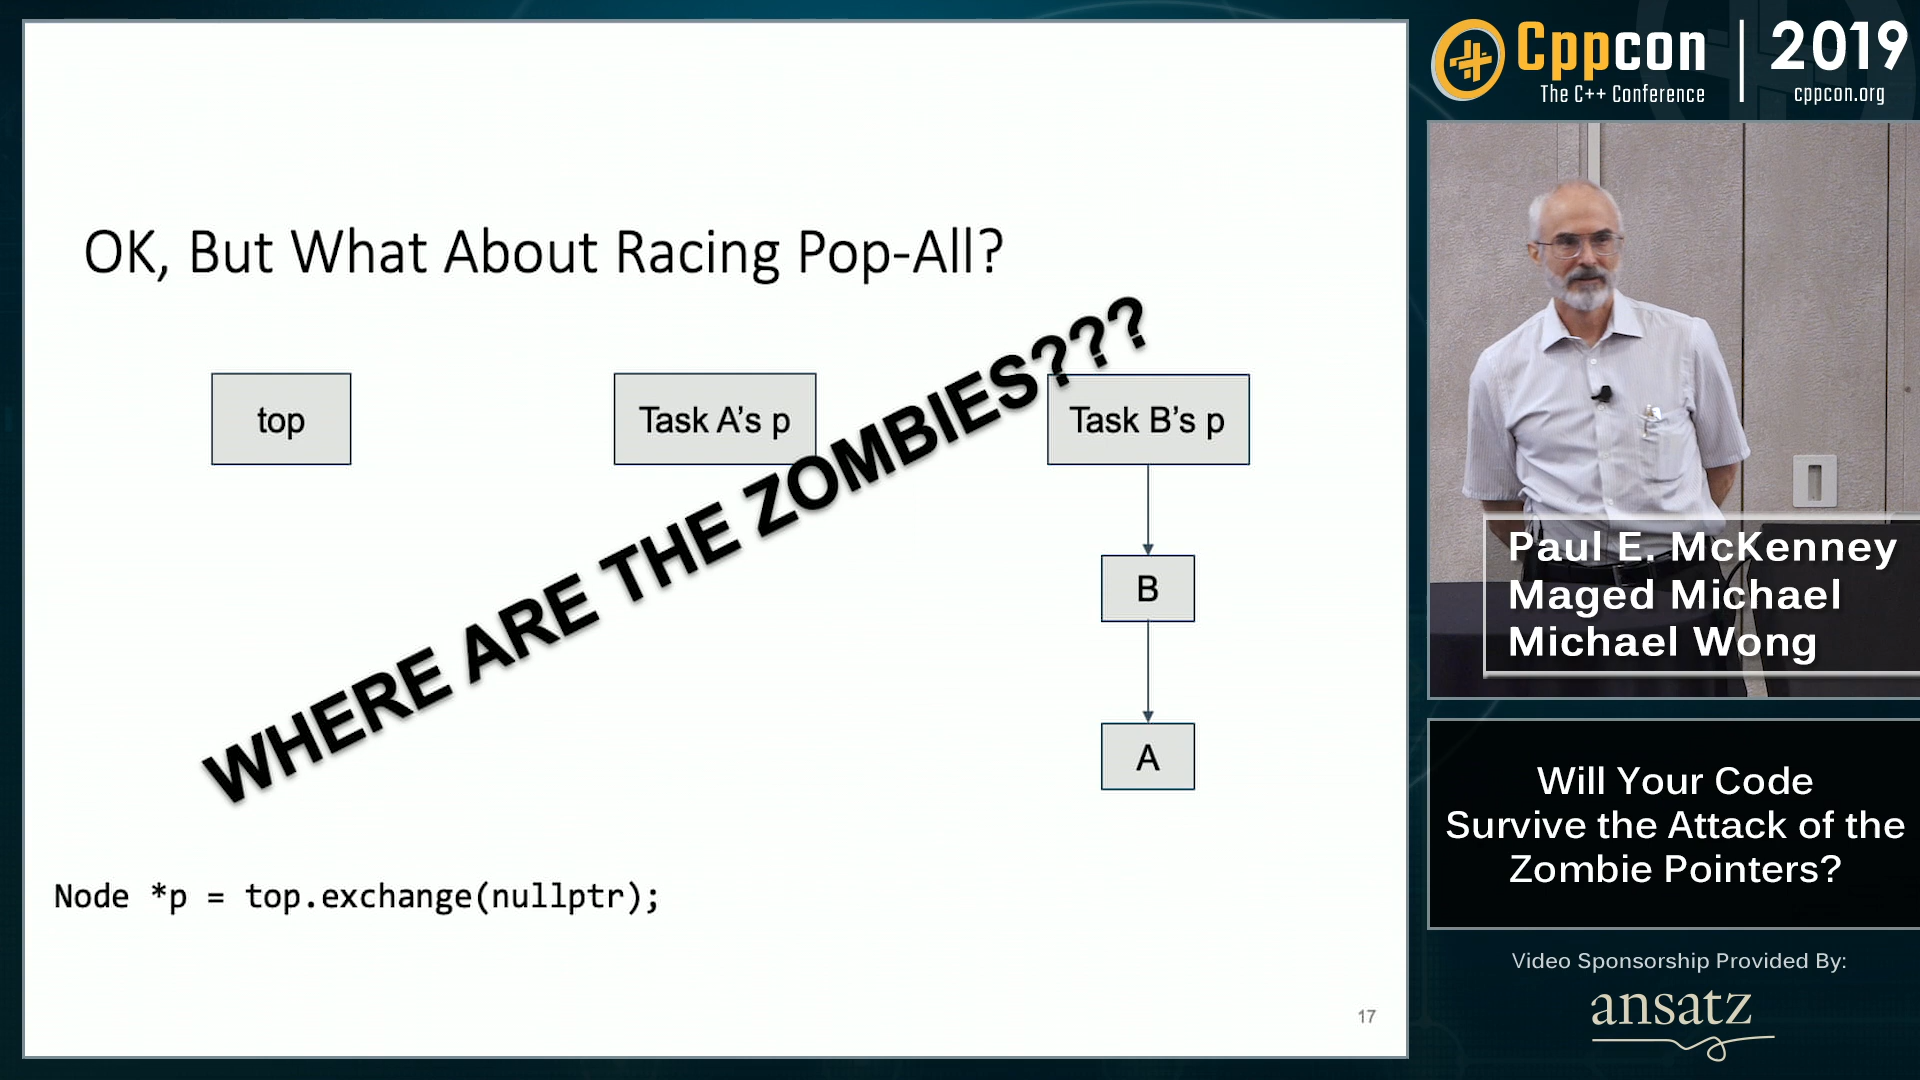 OK, But What About Racing Pop-All?
top
Task A's p
Task B's p
WHERE ARE THE ZOMBIES???
B
A
Node *p = top.exchange(nullptr);
17
Cppcon
The C++ Conference
2019
cppcon.org
Paul E. McKenney
Maged Michael
Michael Wong
Will Your Code
Survive the Attack of the
Zombie Pointers?
Video Sponsorship Provided By:
ansatz